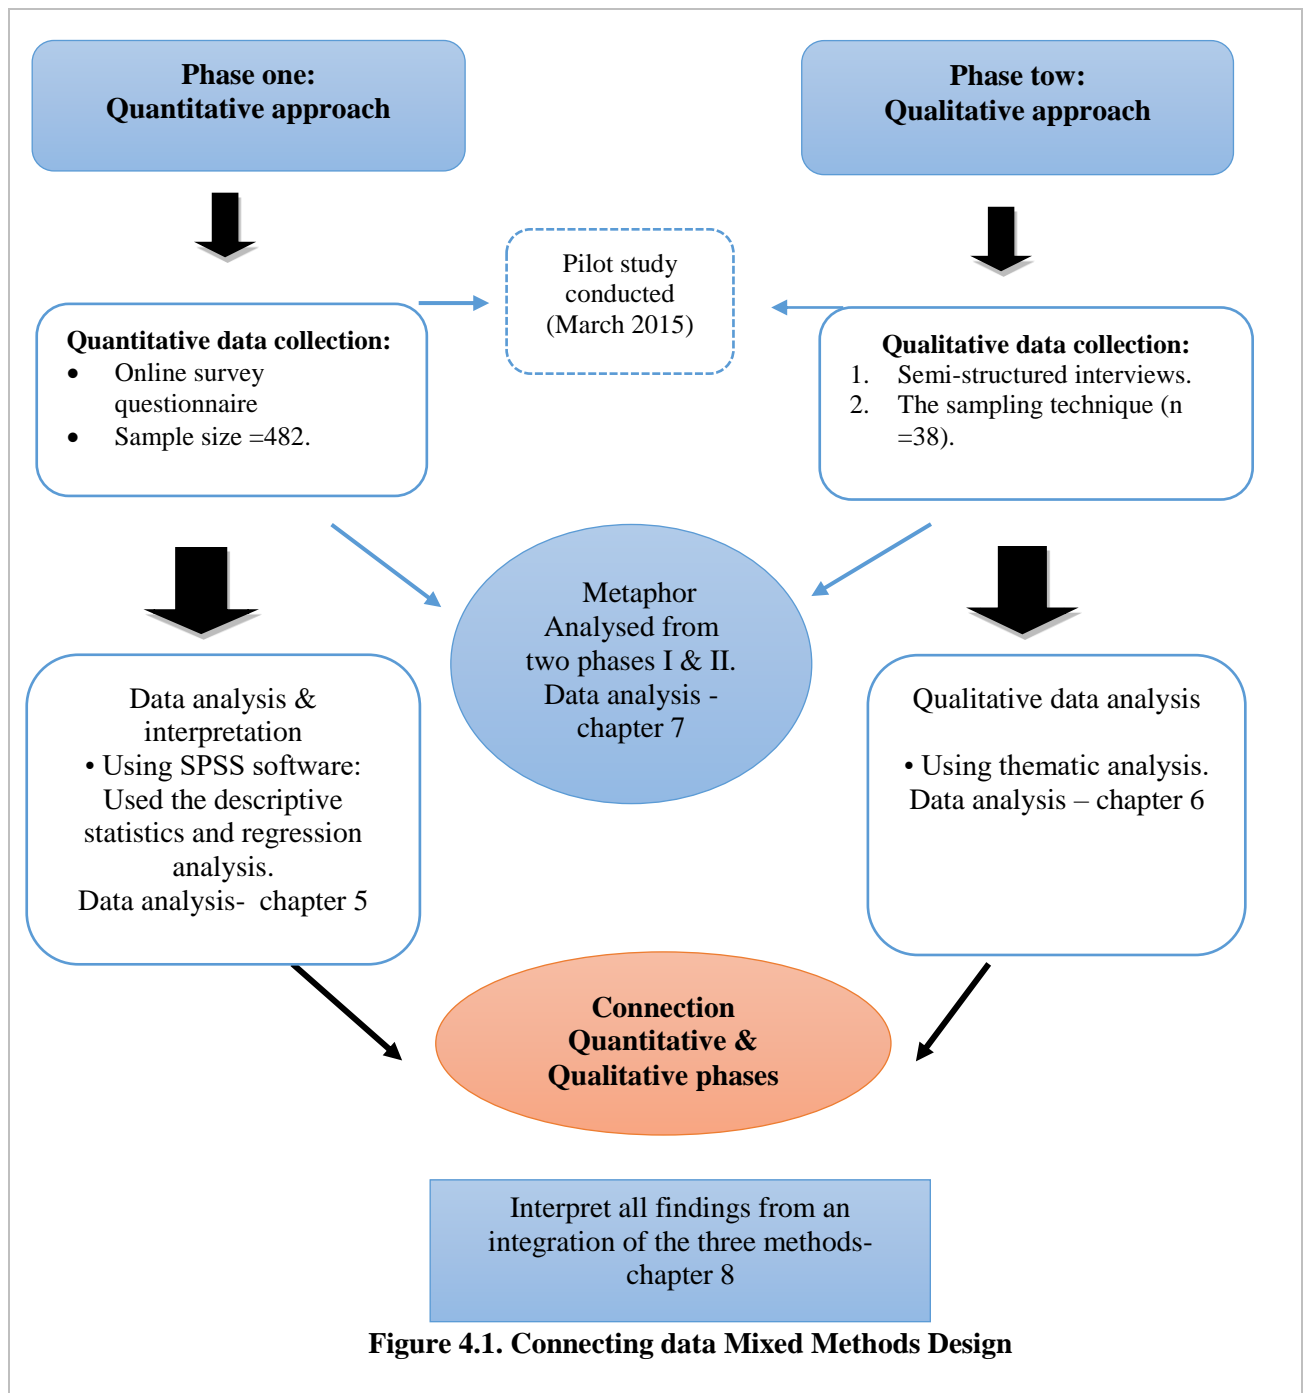 Phase one:
Quantitative approach
Phase tow:
Qualitative approach
Pilot study
conducted
(March 2015)
Quantitative data collection:
• Online survey
questionnaire
• Sample size =482.
Qualitative data collection:
1. Semi-structured interviews.
2. The sampling technique (n
=38).
Metaphor
Analysed from
two phases I & II.
Data analysis -
chapter 7
Data analysis &
interpretation
• Using SPSS software:
Used the descriptive
statistics and regression
analysis.
Data analysis- chapter 5
Qualitative data analysis
• Using thematic analysis.
Data analysis – chapter 6
Connection
Quantitative &
Qualitative phases
Interpret all findings from an
integration of the three methods-
chapter 8
Figure 4.1. Connecting data Mixed Methods Design